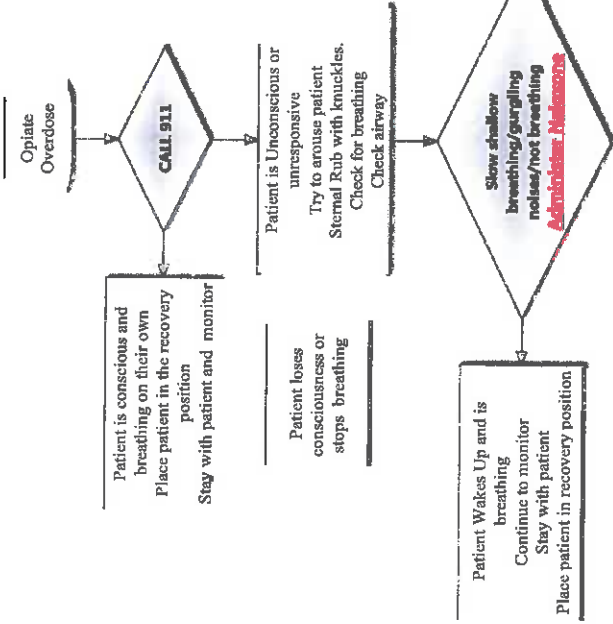 Opiate
Overdose
CALL 911
Patient is conscious and
breathing on their own
Place patient in the recovery
position
Stay with patient and monitor
Patient is Unconscious or
unresponsive
Try to arouse patient
Sternal Rub with knuckles.
Check for breathing
Check airway
Patient loses
consciousness or
stops breathing
Slow shallow
breathing/gurgling
noises/not breathing
Administer Naloxone
Patient Wakes Up and is
breathing
Continue to monitor
Stay with patient
Place patient in recovery position